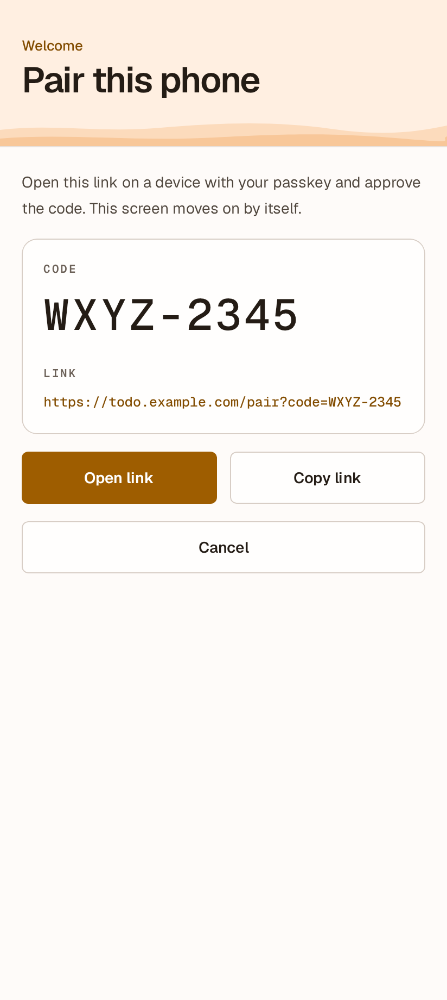 Welcome
Pair this phone
Open this link on a device with your passkey and approve
the code. This screen moves on by itself.
CODE
WXYZ-2345
LINK
https://todo.example.com/pair?code=WXYZ-2345
Open link
Copy link
Cancel